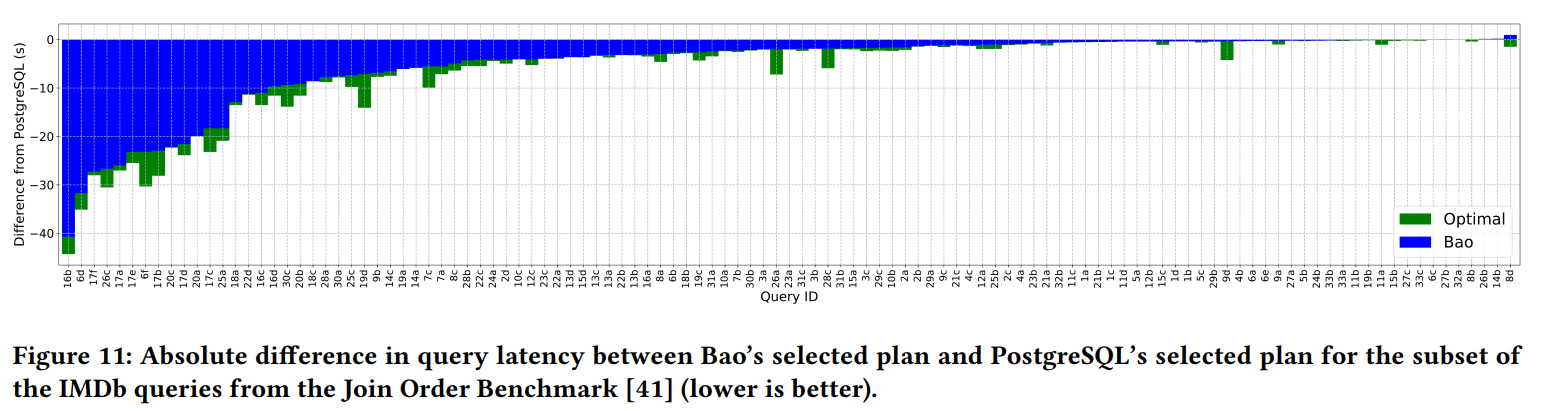 0
−10
−20
−30
−40
Difference from PostgreSQL (s)
Optimal
Bao
16b 6d 17f 26c 17a 17e 6f 17b 20c 17d 20a 17c 25a 18a 22a 16c 16d 30c 20b 18c 28a 30a 25c 19d 9b 14c 19a 14a 7c 7a 8c 28b 22c 24a 2d 10c 12c 23c 22a 13d 15d 13c 13a 22b 13b 16a 8a 6b 18b 19c 31a 10a 7b 30b 3a 26a 23a 31c 3b 28c 31b 15a 3c 29c 10b 2a 2b 29a 9c 21c 4c 12a 25b 2c 4a 23b 21a 32b 11c 1a 21b 1c 11d 5a 12b 15c 1d 1b 5c 29b 9d 4b 6a 6e 9a 27a 5b 24b 33b 33a 11b 19b 11a 15b 27c 33c 6c 27b 32a 8b 26b 14b 8d
Query ID
Figure 11: Absolute difference in query latency between Bao's selected plan and PostgreSQL's selected plan for the subset of
the IMDb queries from the Join Order Benchmark [41] (lower is better).